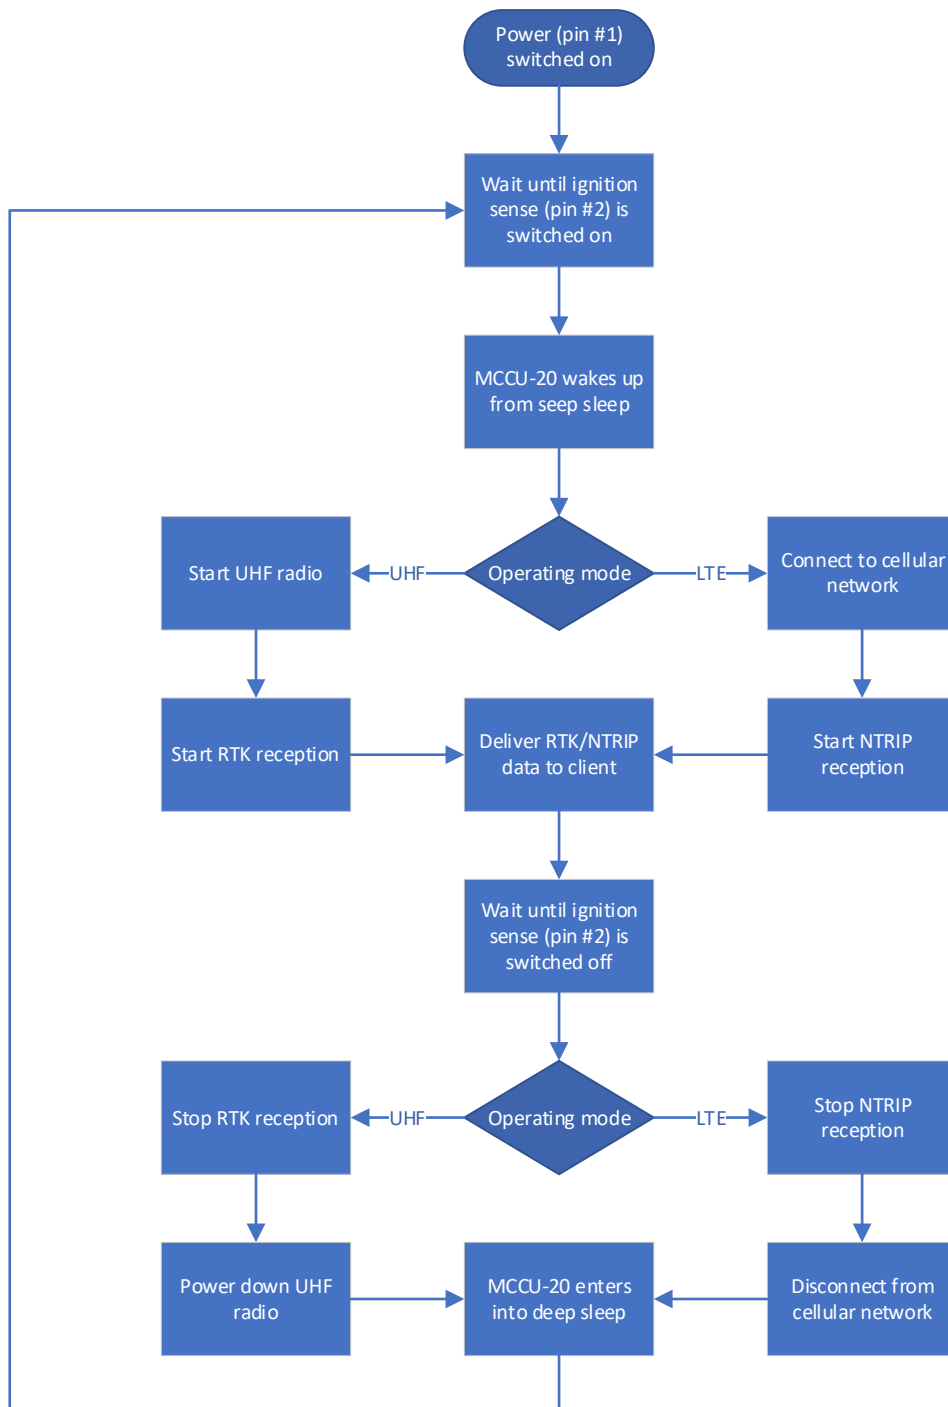 Power (pin #1)
switched on
Wait until ignition
sense (pin #2) is
switched on
MCCU-20 wakes up
from seep sleep
Start UHF radio
UHF
Operating mode
LTE
Connect to cellular
network
Start RTK reception
Deliver RTK/NTRIP
data to client
Start NTRIP
reception
Wait until ignition
sense (pin #2) is
switched off
Stop RTK reception
UHF
Operating mode
LTE
Stop NTRIP
reception
Power down UHF
radio
MCCU-20 enters
into deep sleep
Disconnect from
cellular network